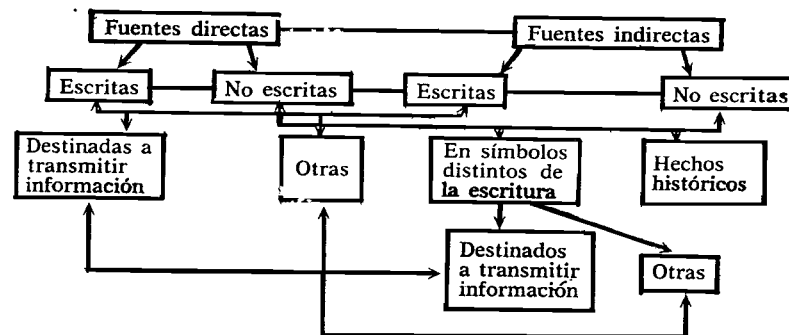 Fuentes directas
Fuentes indirectas
Escritas
No escritas
Escritas
No escritas
Destinadas a
transmitir
información
Otras
En símbolos
distintos de
la escritura
Hechos
históricos
Destinados
a transmitir
información
Otras